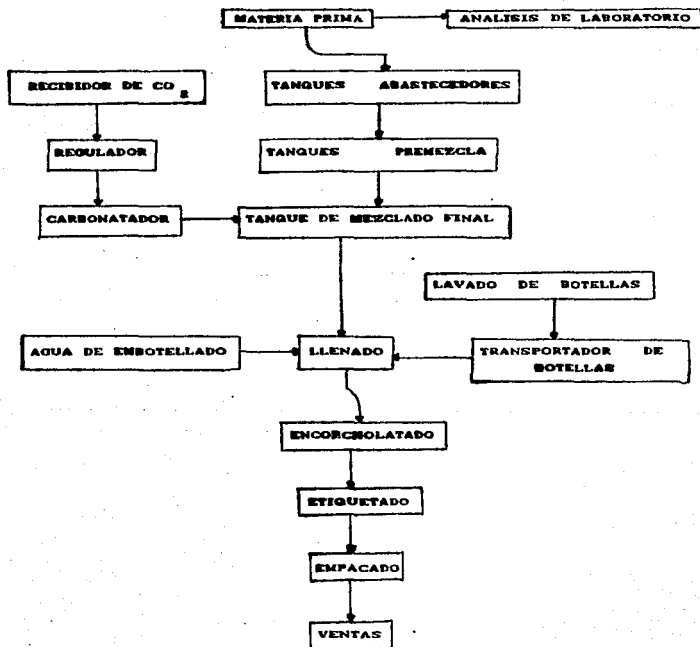 MATERIA PRIMA
ANALISIS DE LABORATORIO
RECIBIDOR DE CO2
TANQUES ABASTECEDORES
REGULADOR
TANQUES PREMEZCLA
CARBONATADOR
TANQUE DE MEZCLADO FINAL
LAVADO DE BOTELLAS
AGUA DE EMBOTELLADO
LLENADO
TRANSPORTADOR DE
BOTELLAS
ENCORCHOLATADO
ETIQUETADO
EMPACADO
VENTAS